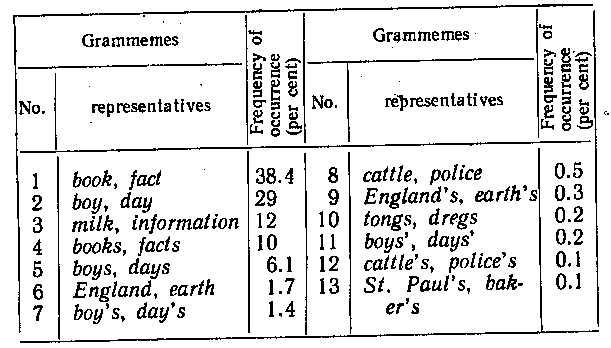 Grammemes Frequency of occurrence (per cent) Grammemes Frequency of occurrence (per cent)
No. representatives No. representatives
1 book, fact 38.4 8 cattle, police 0.5
2 boy, day 29 9 England's, earth's 0.3
3 milk, information 12 10 tongs, dregs 0.2
4 books, facts 10 11 boys', days' 0.2
5 boys, days 6.1 12 cattle's, police's 0.1
6 England, earth 1.7 13 St. Paul's, bak- 0.1
7 boy's, day's 1.4 er's